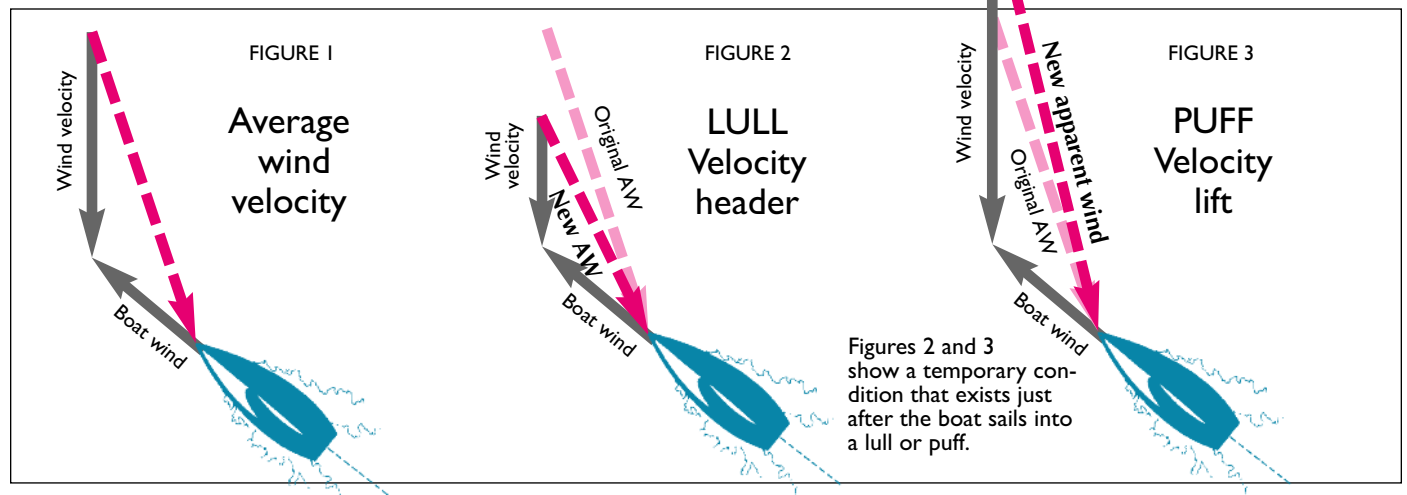 FIGURE 1
Average
wind
velocity
Wind velocity
Boat wind
FIGURE 2
LULL
Velocity
header
Wind
velocity
Original AW
New AW
Boat wind
FIGURE 3
PUFF
Velocity
lift
Wind velocity
New apparent wind
Original AW
Boat wind
Figures 2 and 3
show a temporary con-
dition that exists just
after the boat sails into
a lull or puff.